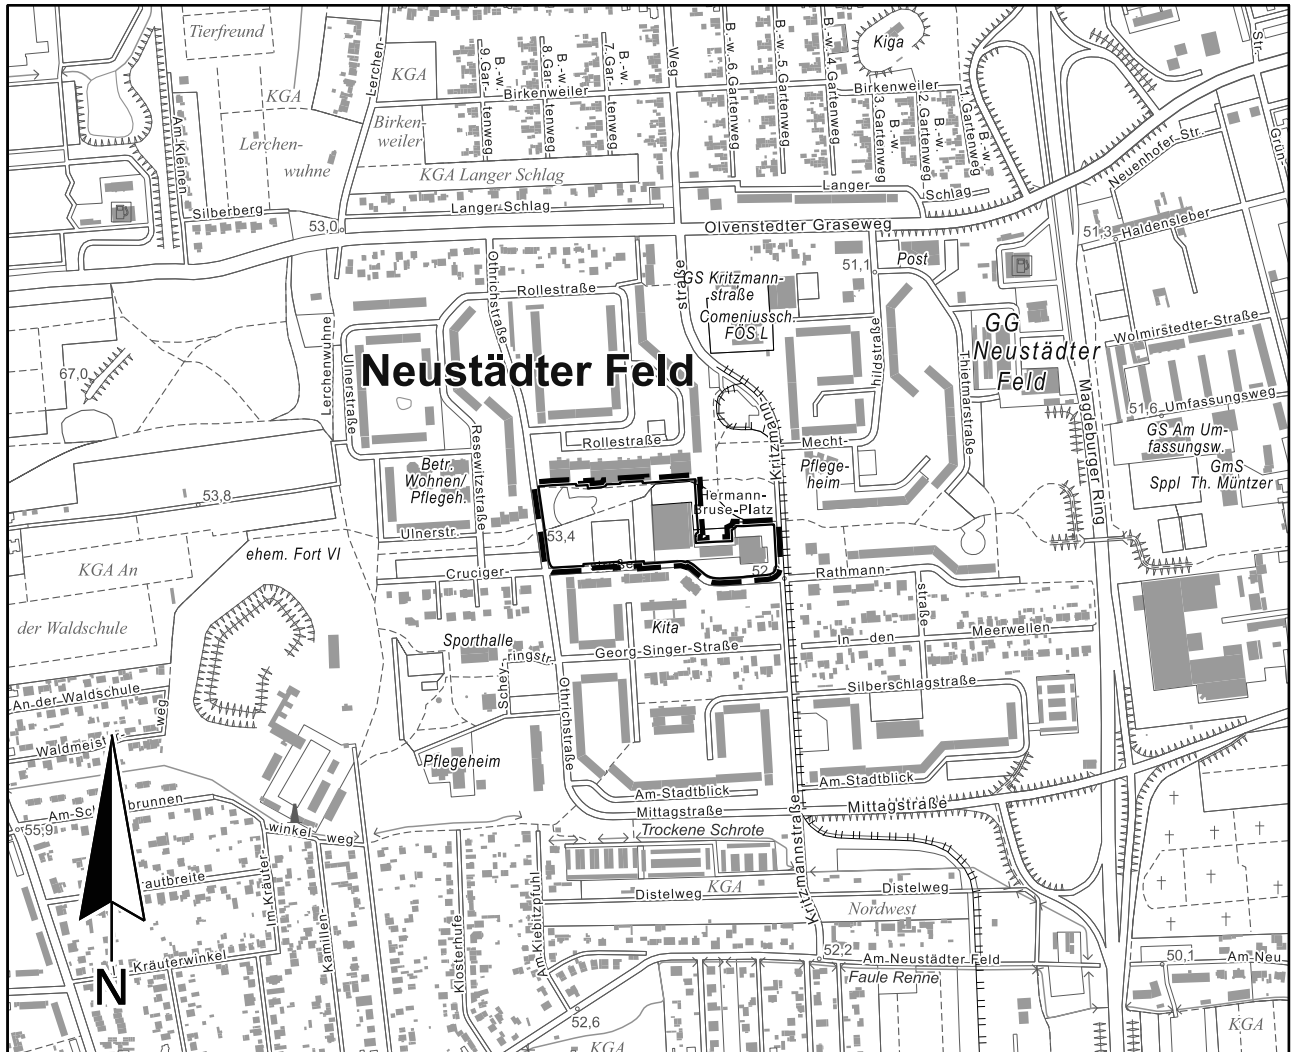 Tierfreund
KGA
KGA
Lerchen-
wuhne
Birken-
weiler
KGA Langer Schlag
Lerchen-
Am-Kleinen
Silberberg
53,0
Langer Schlag
9.Gar-
B.-w.
tenweg
8.Gar-
B.-w.
tenweg
7.Gar-
B.-w.
tenweg
Birkenweiler
Weg
B.-w. 6.Gartenweg
B.-w. 5.Gartenweg
B.-w. 4.Gartenweg
Kiga
Birkenweiler
3.Gartenweg
B.-w.
2.Gartenweg
B.-w.
1.Gartenweg
B.-w.
Langer
Schlag
Olvenstedter Graseweg
Neuenhofer Str.
Str.
Grün-
51,3
Haldensleber
Post
51,1
GS Kritzmann-
straße
Comeniussch.
FÖS L
straße
Othrichstraße
Rollestraße
Lerchenwuhne
Ulnerstraße
67,0
Neustädter Feld
GG
Neustädter
Feld
hildstraße
Thietmarstraße
Magdeburger Ring
Wolmirstedter-Straße
51,6
Umfassungsweg
GS Am Um-
fassungsw.
GmS
Sppl
Th. Müntzer
Rollestraße
Resewitzstraße
Betr.
Wohnen/
Pflegeh.
Kritzmann
Mecht-
Pflege-
heim
Hermann-
Bruse-Platz
53,8
Ulnerstr.
53,4
ehem. Fort VI
KGA An
der Waldschule
Cruciger-
straße
52
Rathmann-
straße
Kita
Sporthalle
Schey-
ringstr.
Georg-Singer-Straße
In den
Meerwellen
An der Waldschule
Waldmeister
weg
Othrichstraße
Silberschlagstraße
Pflegeheim
Am-Stadtblick
Am-Stadtblick
Mittagstraße
Mittagstraße
Trockene Schrote
Kritzmannstraße
55,9
winkel
weg
Im-Kräuter-
Kamillen
Kräuterwinkel
Klosterhufe
Am-Kiebitzpfuhl
Distelweg
KGA
Distelweg
Nordwest
52,2
Am Neustädter Feld
Faule Renne
50,1
Am Neu
52,6
KGA
KGA
N